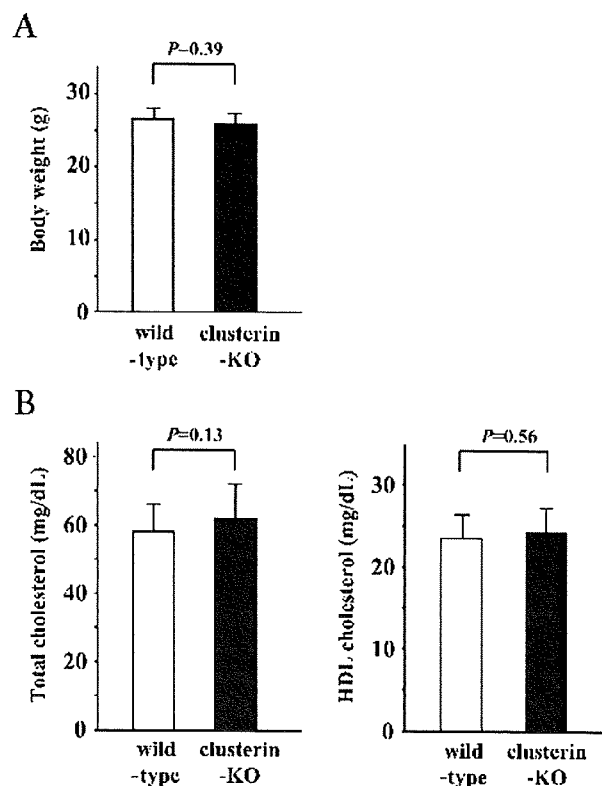 A
P=0.39
30
20
10
0
Body weight (g)
wild
-type
clusterin
-KO
B
P=0.13
80
60
40
20
0
Total cholesterol (mg/dL)
wild
-type
clusterin
-KO
P=0.56
30
20
10
0
HDL cholesterol (mg/dL)
wild
-type
clusterin
-KO